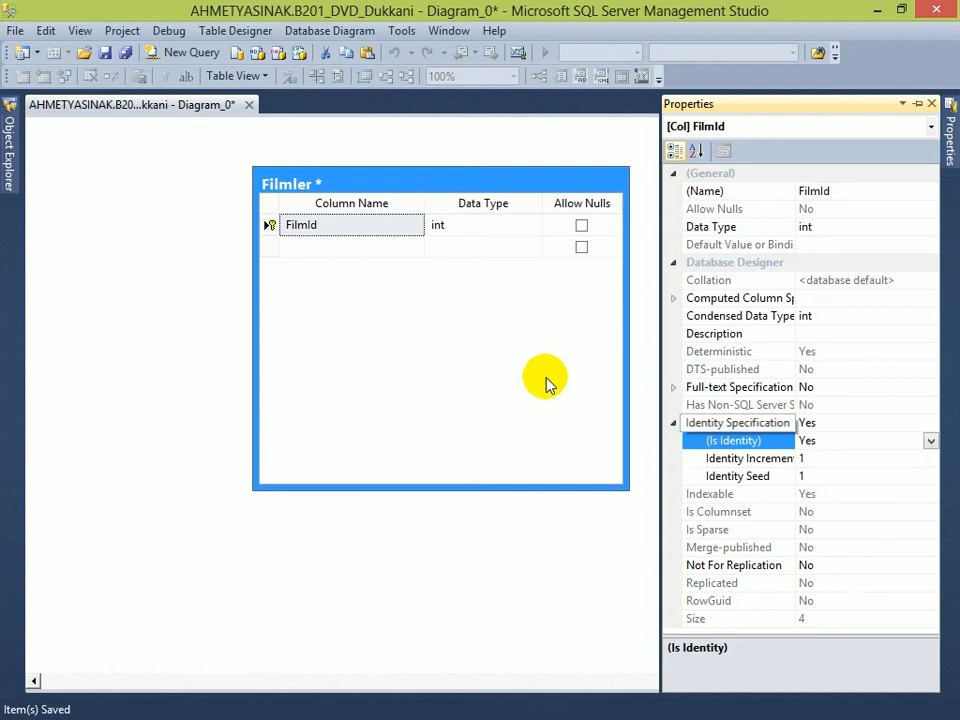 AHMETYASINAK.B201_DVD_Dukkani - Diagram_0* - Microsoft SQL Server Management Studio
File Edit View Project Debug Table Designer Database Diagram Tools Window Help
New Query
Table View 100%
AHMETYASINAK.B20...kkani - Diagram_0*
Object Explorer
Filmler *
Column Name Data Type Allow Nulls
FilmId int
Properties
[Col] FilmId
(General)
(Name) FilmId
Allow Nulls No
Data Type int
Default Value or Bindi
Database Designer
Collation <database default>
Computed Column Sp
Condensed Data Type int
Description
Deterministic Yes
DTS-published No
Full-text Specification No
Has Non-SQL Server S No
Identity Specification Yes
(Is Identity) Yes
Identity Incremen 1
Identity Seed 1
Indexable Yes
Is Columnset No
Is Sparse No
Merge-published No
Not For Replication No
Replicated No
RowGuid No
Size 4
(Is Identity)
Properties
Item(s) Saved